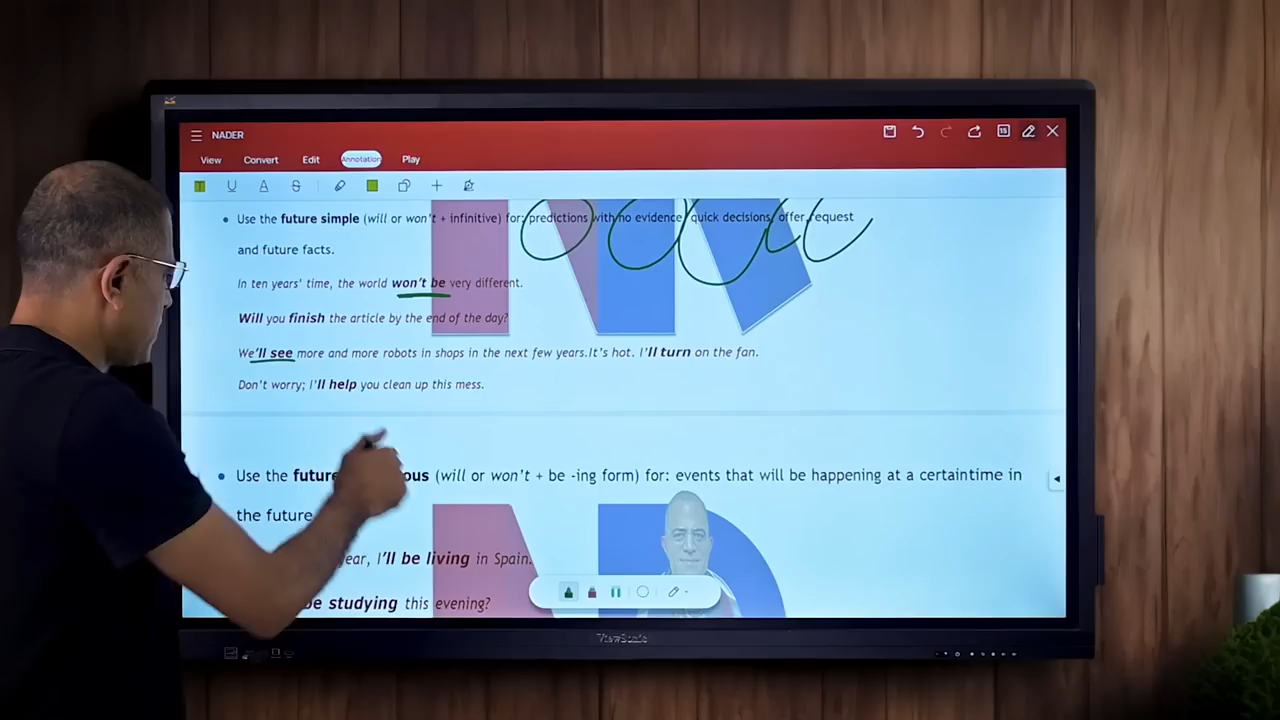 NADER
View Convert Edit Annotation Play
Use the future simple (will or won't + infinitive) for: predictions with no evidence, quick decisions, offer, request
and future facts.
In ten years' time, the world won't be very different.
Will you finish the article by the end of the day?
We'll see more and more robots in shops in the next few years.It's hot. I'll turn on the fan.
Don't worry; I'll help you clean up this mess.
Use the future (will or won't + be -ing form) for: events that will be happening at a certaintime in
the future
I'll be living in Spain.
be studying this evening?
ViewSonic